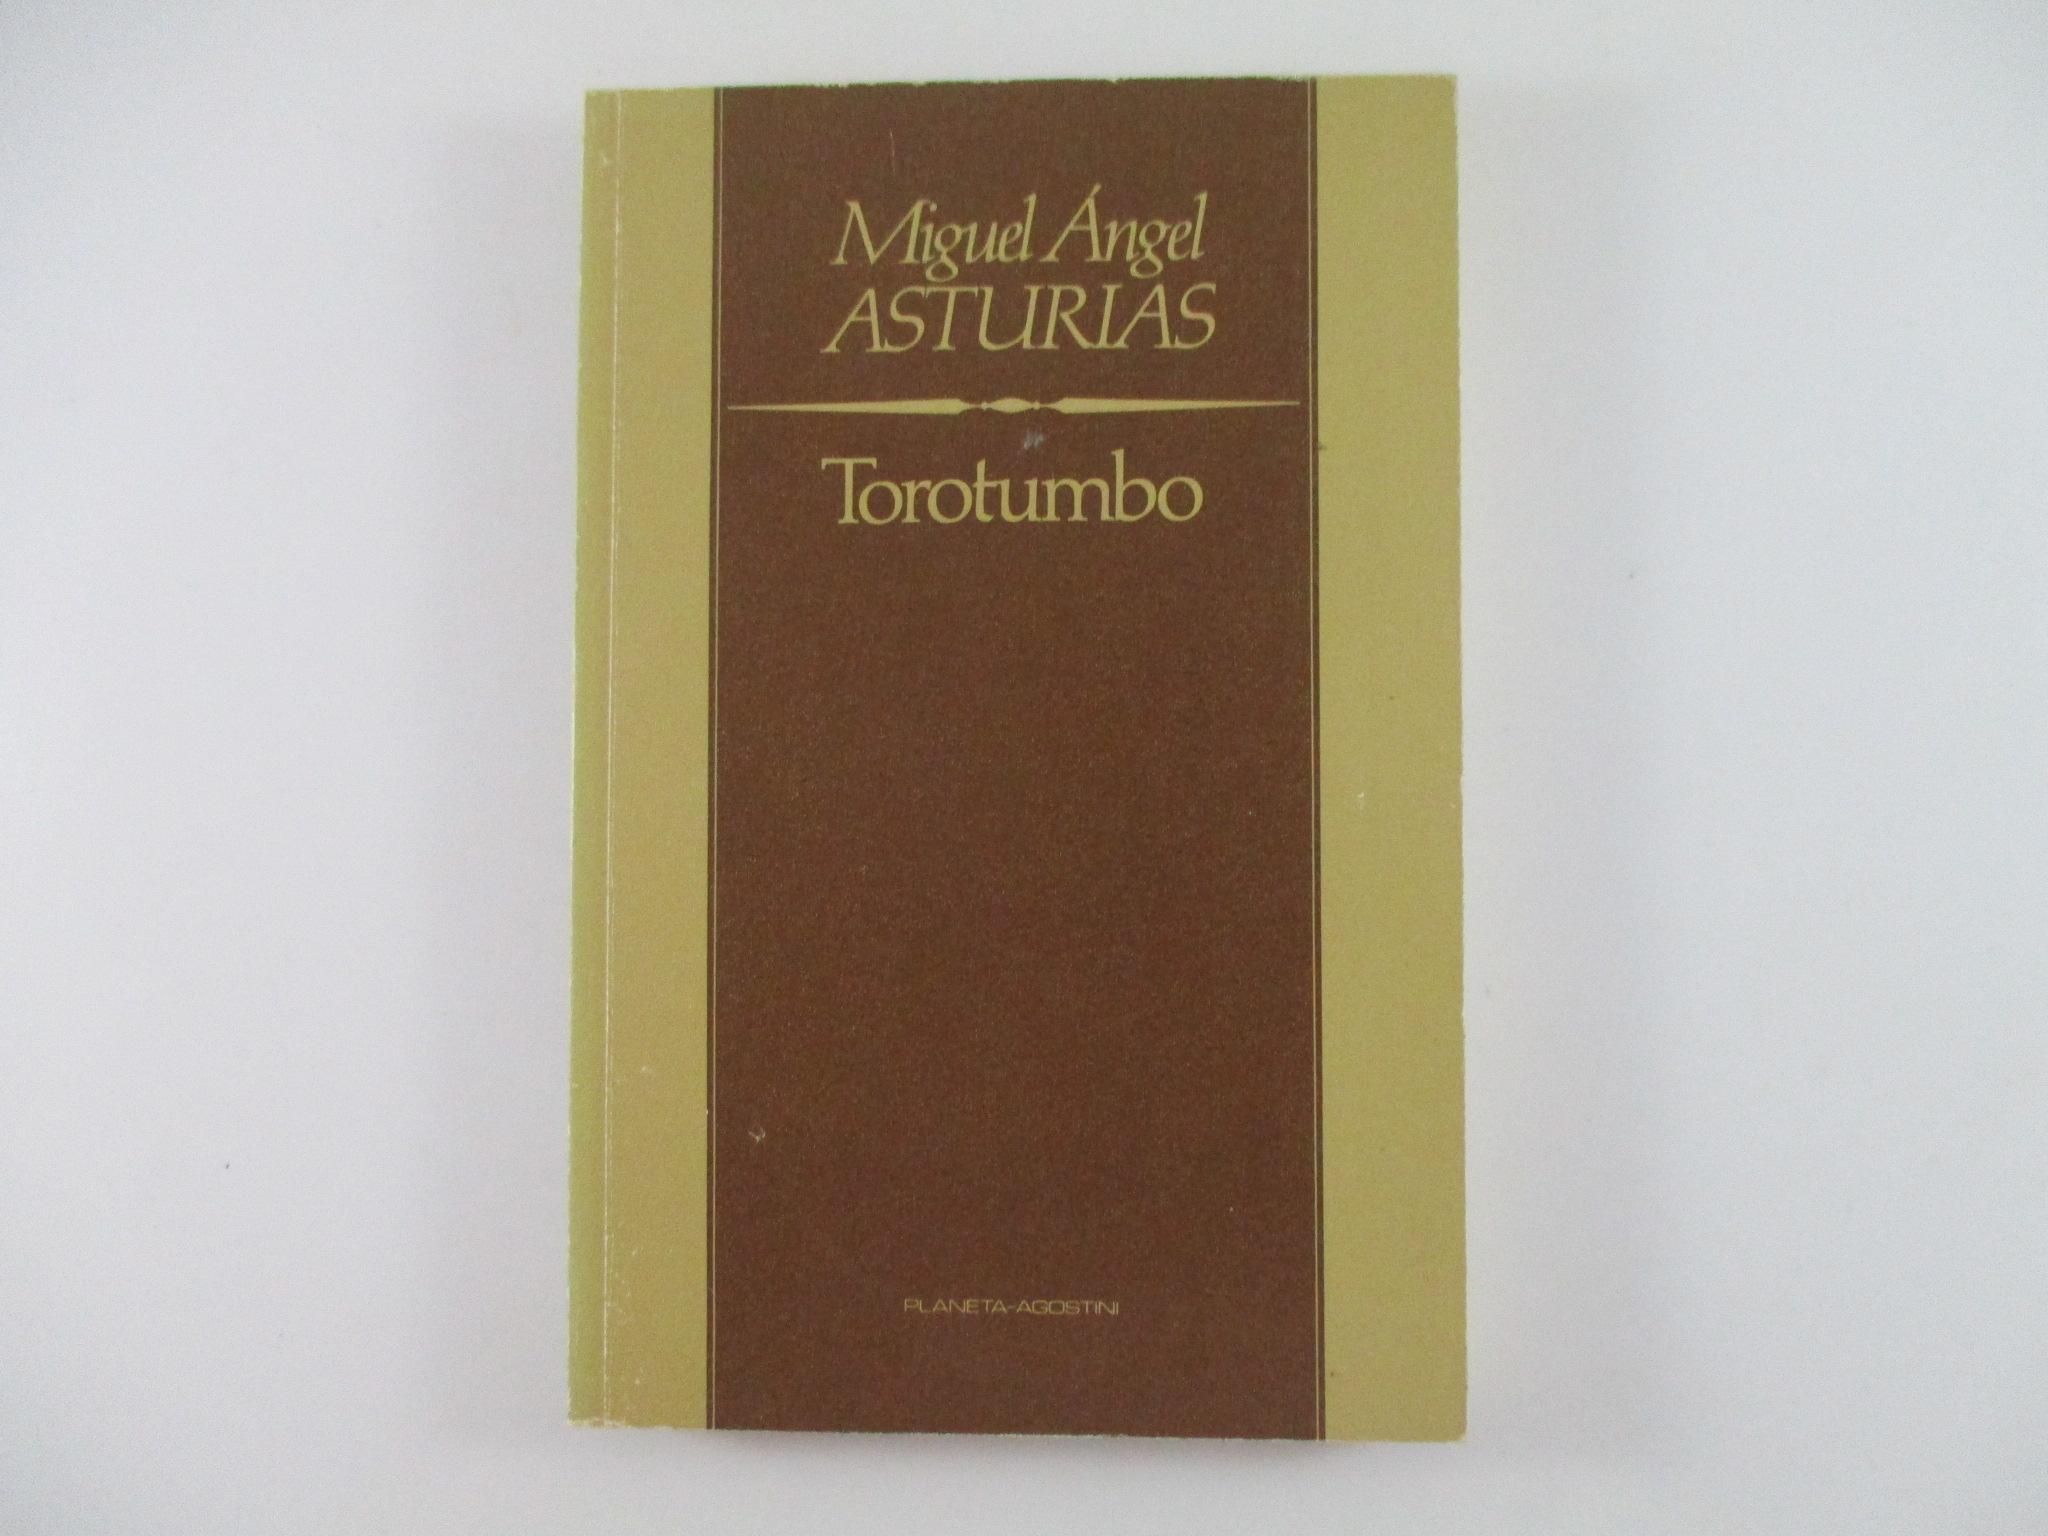 Miguel Ángel
ASTURIAS
Torotumbo
PLANETA-AGOSTINI